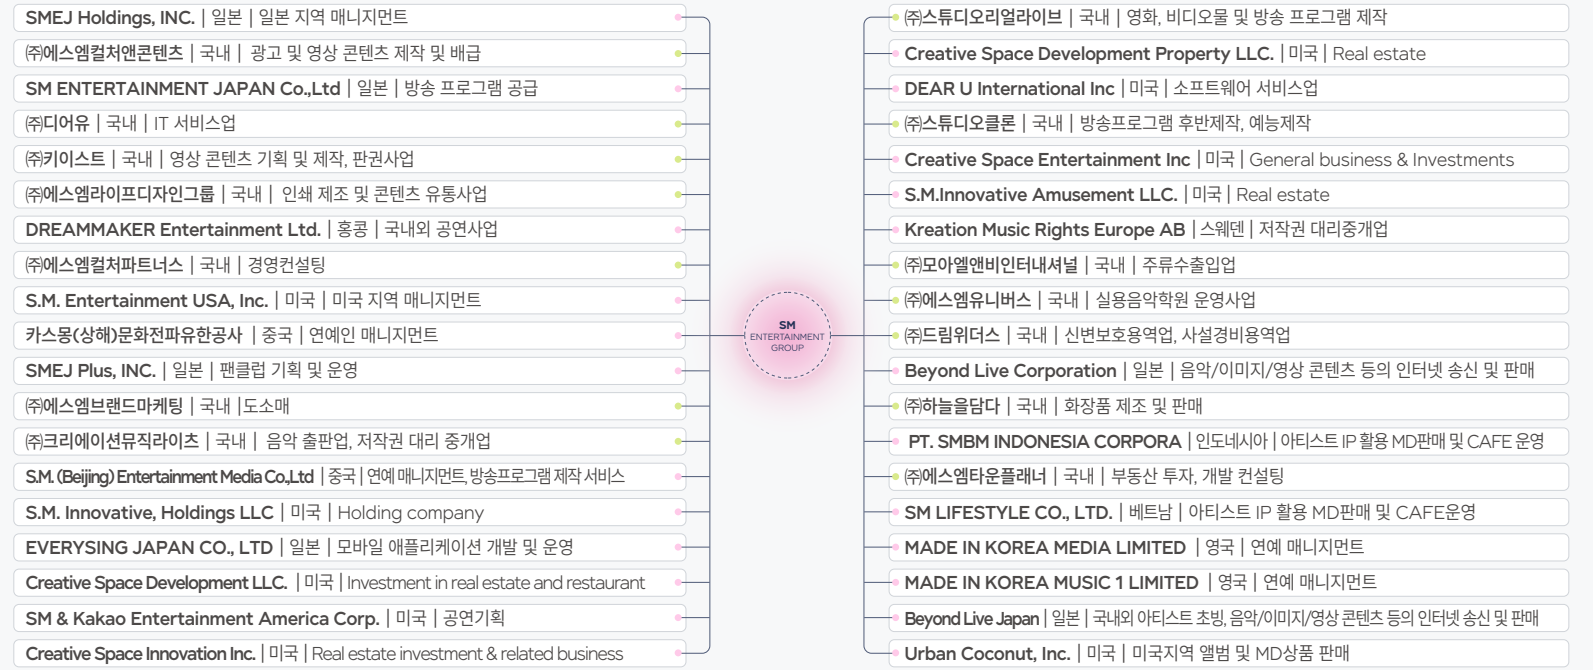 SMEJ Holdings, INC. | 일본 | 일본 지역 매니지먼트
㈜에스엠컬처앤콘텐츠 | 국내 | 광고 및 영상 콘텐츠 제작 및 배급
SM ENTERTAINMENT JAPAN Co.,Ltd | 일본 | 방송 프로그램 공급
㈜디어유 | 국내 | IT 서비스업
㈜키이스트 | 국내 | 영상 콘텐츠 기획 및 제작, 판권사업
㈜에스엠라이프디자인그룹 | 국내 | 인쇄 제조 및 콘텐츠 유통사업
DREAMMAKER Entertainment Ltd. | 홍콩 | 국내외 공연사업
㈜에스엠컬처파트너스 | 국내 | 경영컨설팅
S.M. Entertainment USA, Inc. | 미국 | 미국 지역 매니지먼트
카스몽(상해)문화전파유한공사 | 중국 | 연예인 매니지먼트
SMEJ Plus, INC. | 일본 | 팬클럽 기획 및 운영
㈜에스엠브랜드마케팅 | 국내 |도소매
㈜크리에이션뮤직라이츠 | 국내 | 음악 출판업, 저작권 대리 중개업
S.M. (Beijing) Entertainment Media Co.,Ltd | 중국 | 연예 매니지먼트, 방송프로그램 제작 서비스
S.M. Innovative, Holdings LLC | 미국 | Holding company
EVERYSING JAPAN CO., LTD | 일본 | 모바일 애플리케이션 개발 및 운영
Creative Space Development LLC. | 미국 | Investment in real estate and restaurant
SM & Kakao Entertainment America Corp. | 미국 | 공연기획
Creative Space Innovation Inc. | 미국 | Real estate investment & related business
SM
ENTERTAINMENT
GROUP
㈜스튜디오리얼라이브 | 국내 | 영화, 비디오물 및 방송 프로그램 제작
Creative Space Development Property LLC. | 미국 | Real estate
DEAR U International Inc | 미국 | 소프트웨어 서비스업
㈜스튜디오클론 | 국내 | 방송프로그램 후반제작, 예능제작
Creative Space Entertainment Inc | 미국 | General business & Investments
S.M.Innovative Amusement LLC. | 미국 | Real estate
Kreation Music Rights Europe AB | 스웨덴 | 저작권 대리중개업
㈜모아엘앤비인터내셔널 | 국내 | 주류수출입업
㈜에스엠유니버스 | 국내 | 실용음악학원 운영사업
㈜드림위더스 | 국내 | 신변보호용역업, 사설경비용역업
Beyond Live Corporation | 일본 | 음악/이미지/영상 콘텐츠 등의 인터넷 송신 및 판매
㈜하늘을담다 | 국내 | 화장품 제조 및 판매
PT. SMBM INDONESIA CORPORA | 인도네시아 | 아티스트 IP 활용 MD판매 및 CAFE 운영
㈜에스엠타운플래너 | 국내 | 부동산 투자, 개발 컨설팅
SM LIFESTYLE CO., LTD. | 베트남 | 아티스트 IP 활용 MD판매 및 CAFE운영
MADE IN KOREA MEDIA LIMITED | 영국 | 연예 매니지먼트
MADE IN KOREA MUSIC 1 LIMITED | 영국 | 연예 매니지먼트
Beyond Live Japan | 일본 | 국내외 아티스트 초빙, 음악/이미지/영상 콘텐츠 등의 인터넷 송신 및 판매
Urban Coconut, Inc. | 미국 | 미국지역 앨범 및 MD상품 판매